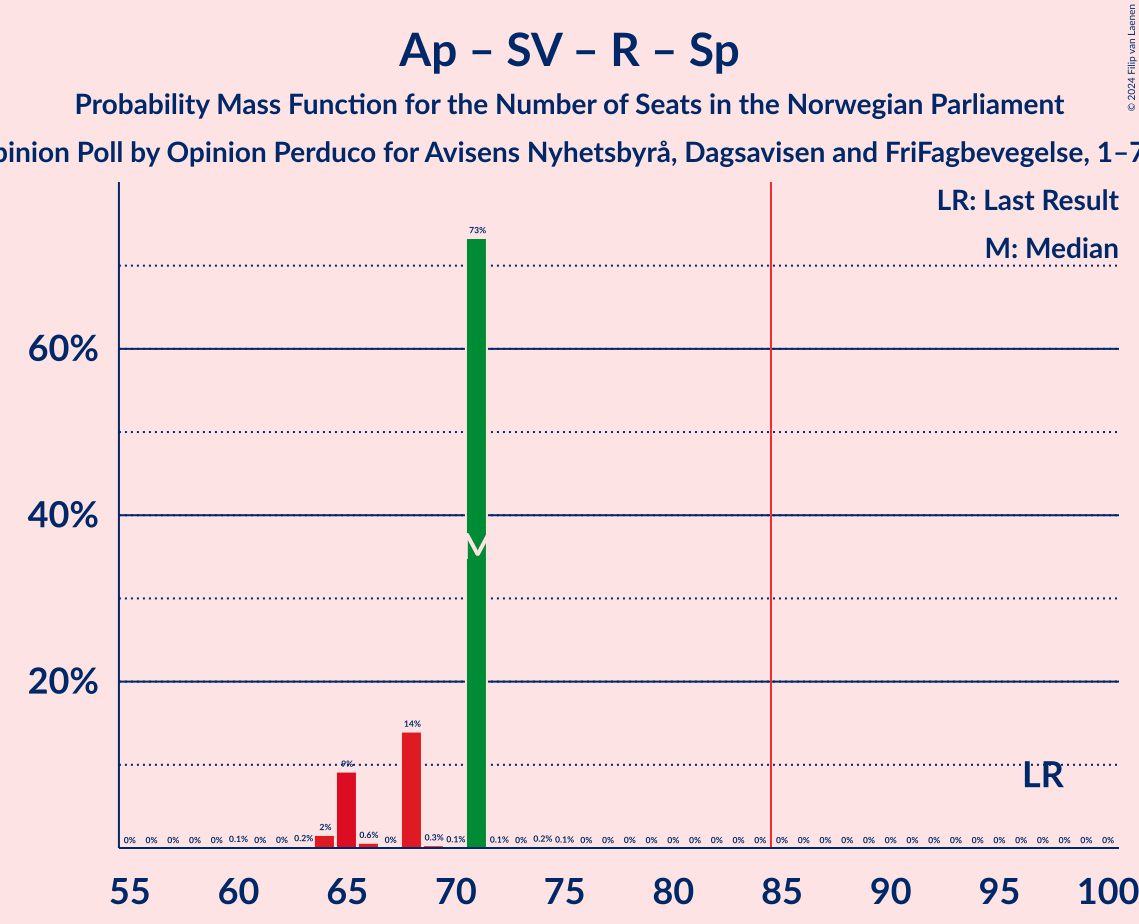 Ap – SV – R – Sp
Probability Mass Function for the Number of Seats in the Norwegian Parliament
pinion Poll by Opinion Perduco for Avisens Nyhetsbyrå, Dagsavisen and FriFagbevegelse, 1–7
© 2024 Filip van Laenen
LR: Last Result
M: Median
73%
60%
40%
M
20%
14%
9%
LR
0% 0% 0% 0% 0% 0.1% 0% 0% 0.2% 2% 0.6% 0% 0.3% 0.1% 0.1% 0% 0.2% 0.1% 0% 0% 0% 0% 0% 0% 0% 0% 0% 0% 0% 0% 0% 0% 0% 0% 0% 0% 0% 0% 0% 0% 0% 0% 0%
55 60 65 70 75 80 85 90 95 100